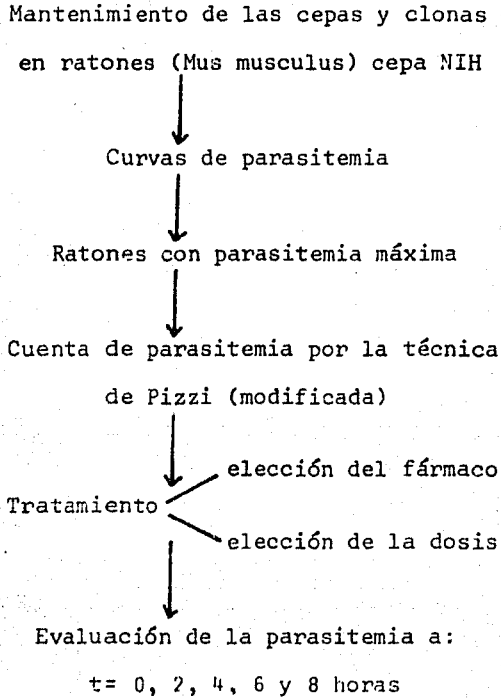 Mantenimiento de las cepas y clonas
en ratones (Mus musculus) cepa NIH
Curvas de parasitemia
Ratones con parasitemia máxima
Cuenta de parasitemia por la técnica
de Pizzi (modificada)
elección del fármaco
Tratamiento
elección de la dosis
Evaluación de la parasitemia a:
t= 0, 2, 4, 6 y 8 horas